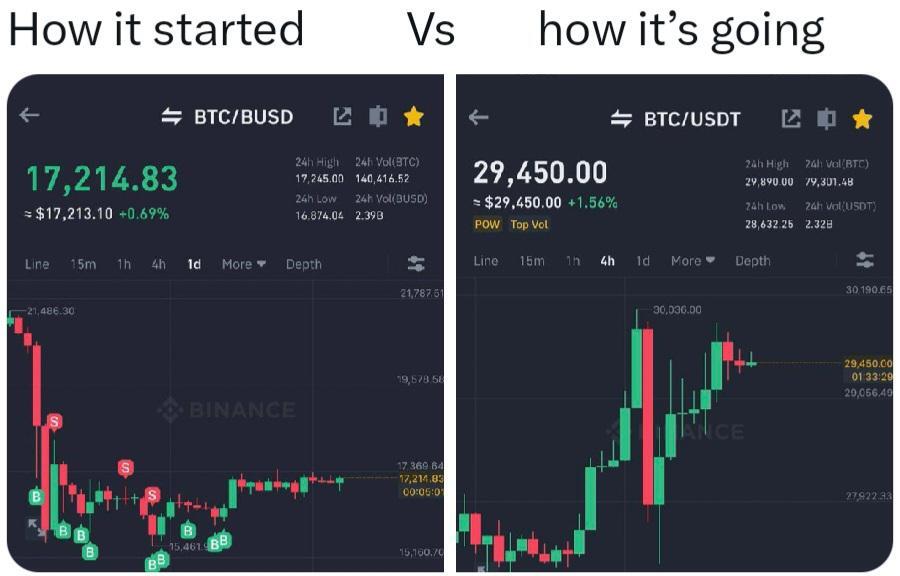 How it started Vs how it's going
BTC/BUSD
17,214.83
≈ $17,213.10 +0.69%
24h High 24h Vol(BTC)
17,245.00 140,416.52
24h Low 24h Vol(BUSD)
16,874.04 2.39B
Line 15m 1h 4h 1d More Depth
21,787.51
21,486.30
19,578.58
BINANCE
S
S
S
17,369.64
17,214.83
00:05:01
B
B
B
B
B
B
B
B
B
15,461.9
15,160.70
BTC/USDT
29,450.00
≈ $29,450.00 +1.56%
POW Top Vol
24h High 24h Vol(BTC)
29,890.00 79,301.48
24h Low 24h Vol(USDT)
28,632.25 2.32B
Line 15m 1h 4h 1d More Depth
30,190.65
30,036.00
29,450.00
01:33:29
29,056.49
BINANCE
27,922.33